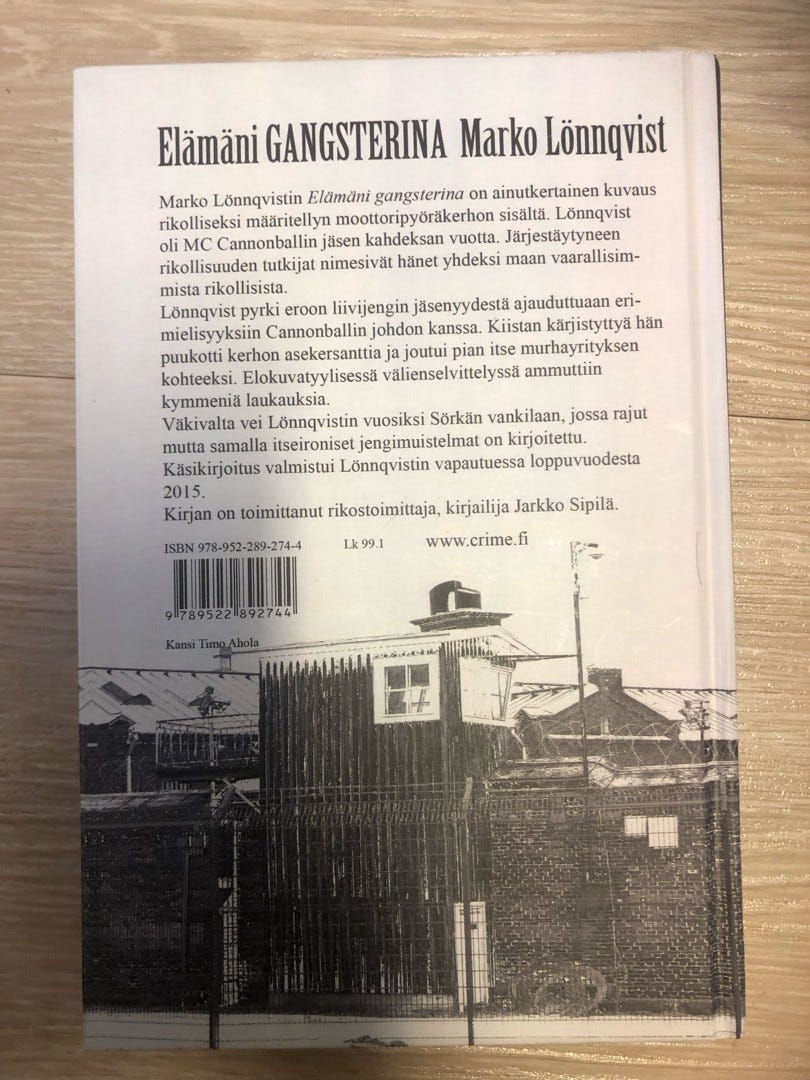 Elämäni GANGSTERINA Marko Lönnqvist
Marko Lönnqvistin Elämäni gangsterina on ainutkertainen kuvaus
rikolliseksi määritellyn moottoripyöräkerhon sisältä. Lönnqvist
oli MC Cannonballin jäsen kahdeksan vuotta. Järjestäytyneen
rikollisuuden tutkijat nimesivät hänet yhdeksi maan vaarallisim-
mista rikollisista.
Lönnqvist pyrki eroon liivijengin jäsenyydestä ajauduttuaan eri-
mielisyyksiin Cannonballin johdon kanssa. Kiistan kärjistyttyä hän
puukotti kerhon asekersanttia ja joutui pian itse murhayrityksen
kohteeksi. Elokuvatyylisessä välienselvittelyssä ammuttiin
kymmeniä laukauksia.
Väkivalta vei Lönnqvistin vuosiksi Sörkän vankilaan, jossa rajut
mutta samalla itseironiset jengimuistelmat on kirjoitettu.
Käsikirjoitus valmistui Lönnqvistin vapautuessa loppuvuodesta
2015.
Kirjan on toimittanut rikostoimittaja, kirjailija Jarkko Sipilä.
ISBN 978-952-289-274-4 Lk 99.1 www.crime.fi
9 789522 892744
Kansi Timo Ahola